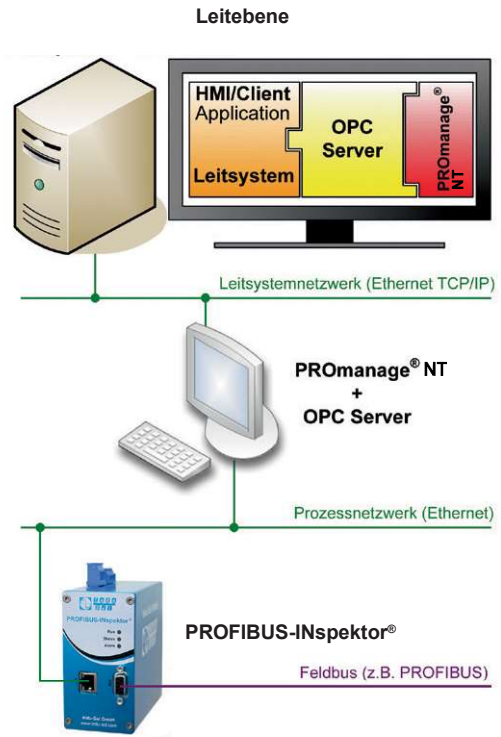 Leitebene
HMI/Client
Application
Leitsystem
OPC
Server
PROmanage®
NT
Leitsystemnetzwerk (Ethernet TCP/IP)
PROmanage® NT
+
OPC Server
Prozessnetzwerk (Ethernet)
PROFIBUS-INspektor®
PROFIBUS-INspektor®
Feldbus (z.B. PROFIBUS)